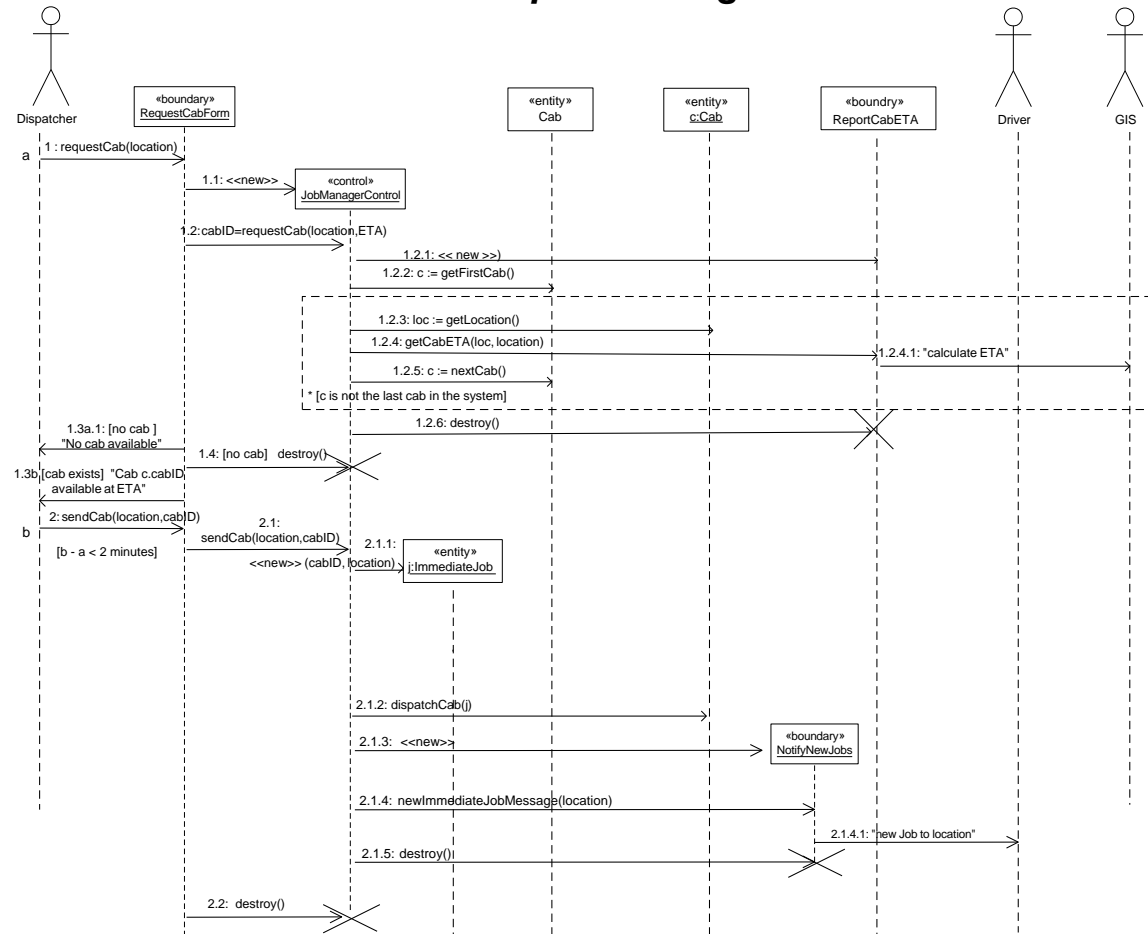 Dispatcher
«boundary»
RequestCabForm
«entity»
Cab
«entity»
c:Cab
«boundry»
ReportCabETA
Driver
GIS
a
1 : requestCab(location)
1.1: <<new>>
«control»
JobManagerControl
1.2: cabID=requestCab(location,ETA)
1.2.1: << new >>)
1.2.2: c := getFirstCab()
1.2.3: loc := getLocation()
1.2.4: getCabETA(loc, location)
1.2.4.1: "calculate ETA"
1.2.5: c := nextCab()
* [c is not the last cab in the system]
1.2.6: destroy()
1.3a.1: [no cab ]
"No cab available"
1.4: [no cab] destroy()
1.3b [cab exists] "Cab c.cabID
available at ETA"
b
2: sendCab(location,cabID)
[b - a < 2 minutes]
2.1:
sendCab(location,cabID)
2.1.1:
<<new>> (cabID, location)
«entity»
j:ImmediateJob
2.1.2: dispatchCab(j)
2.1.3: <<new>>
«boundary»
NotifyNewJobs
2.1.4: newImmediateJobMessage(location)
2.1.4.1: "new Job to location"
2.1.5: destroy()
2.2: destroy()